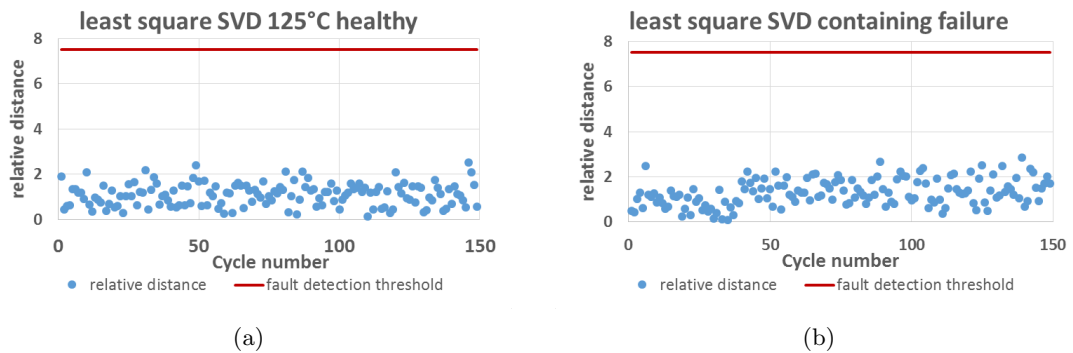 least square SVD 125°C healthy
relative distance
8
6
4
2
0
0 50 100 150
Cycle number
relative distance fault detection threshold
(a)
least square SVD containing failure
relative distance
8
6
4
2
0
0 50 100 150
Cycle number
relative distance fault detection threshold
(b)